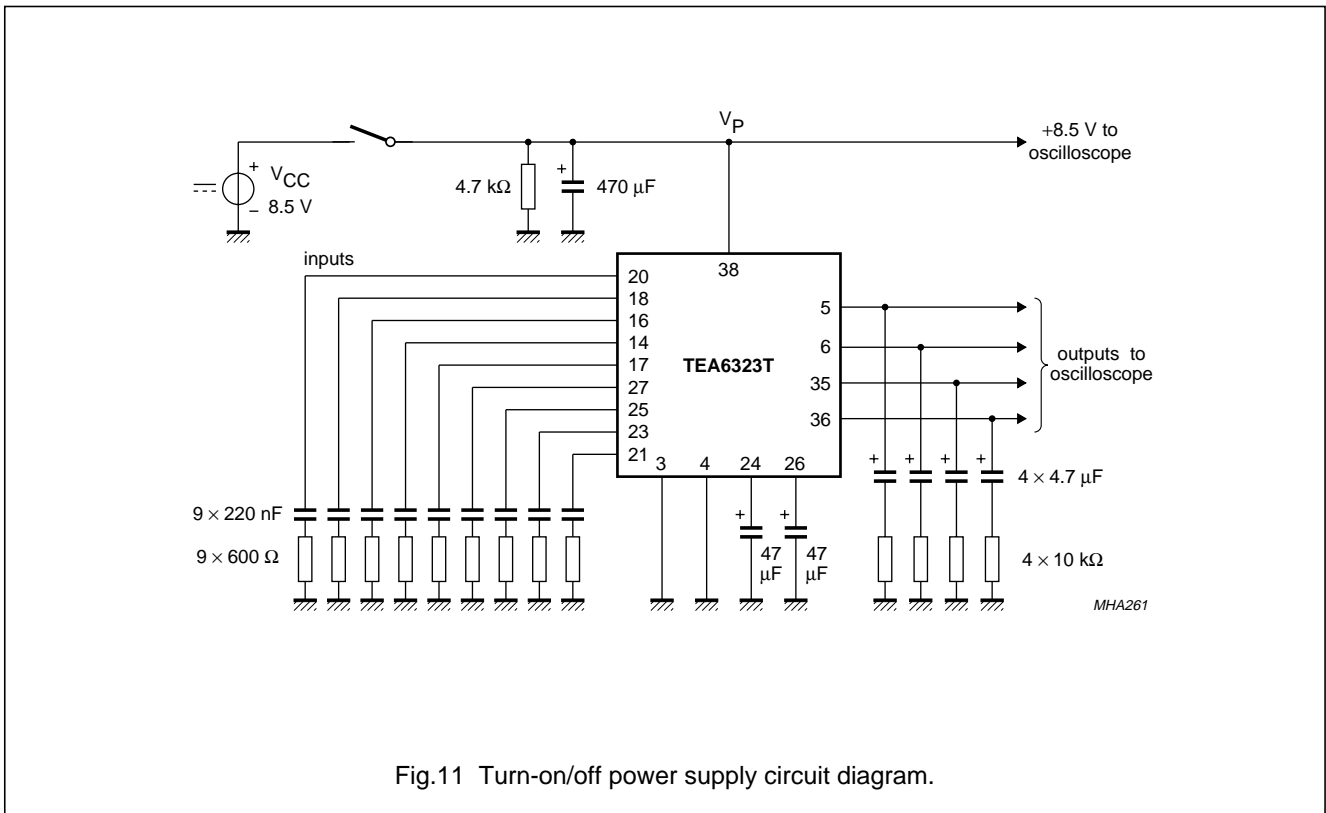 V_P
+8.5 V to
oscilloscope
+
V_CC
−
8.5 V
4.7 kΩ
+
470 µF
inputs
38
20
18
16
14
17
27
25
23
21
TEA6323T
5
6
35
36
outputs to
oscilloscope
3
4
24
26
+
+
+
+
4 × 4.7 µF
9 × 220 nF
+
+
9 × 600 Ω
47
µF
47
µF
4 × 10 kΩ
MHA261
Fig.11 Turn-on/off power supply circuit diagram.